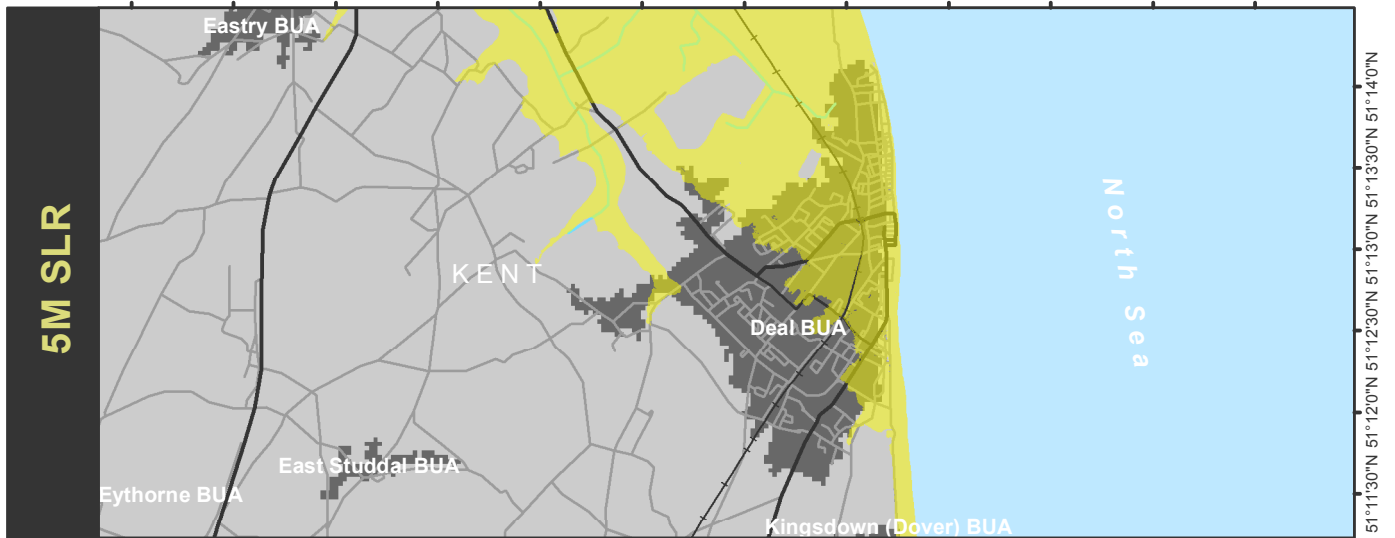 5M SLR
Eastry BUA
KENT
Deal BUA
East Studdal BUA
Eythorne BUA
Kingsdown (Dover) BUA
North Sea
51°14'0"N
51°13'30"N
51°13'0"N
51°12'30"N
51°12'0"N
51°11'30"N